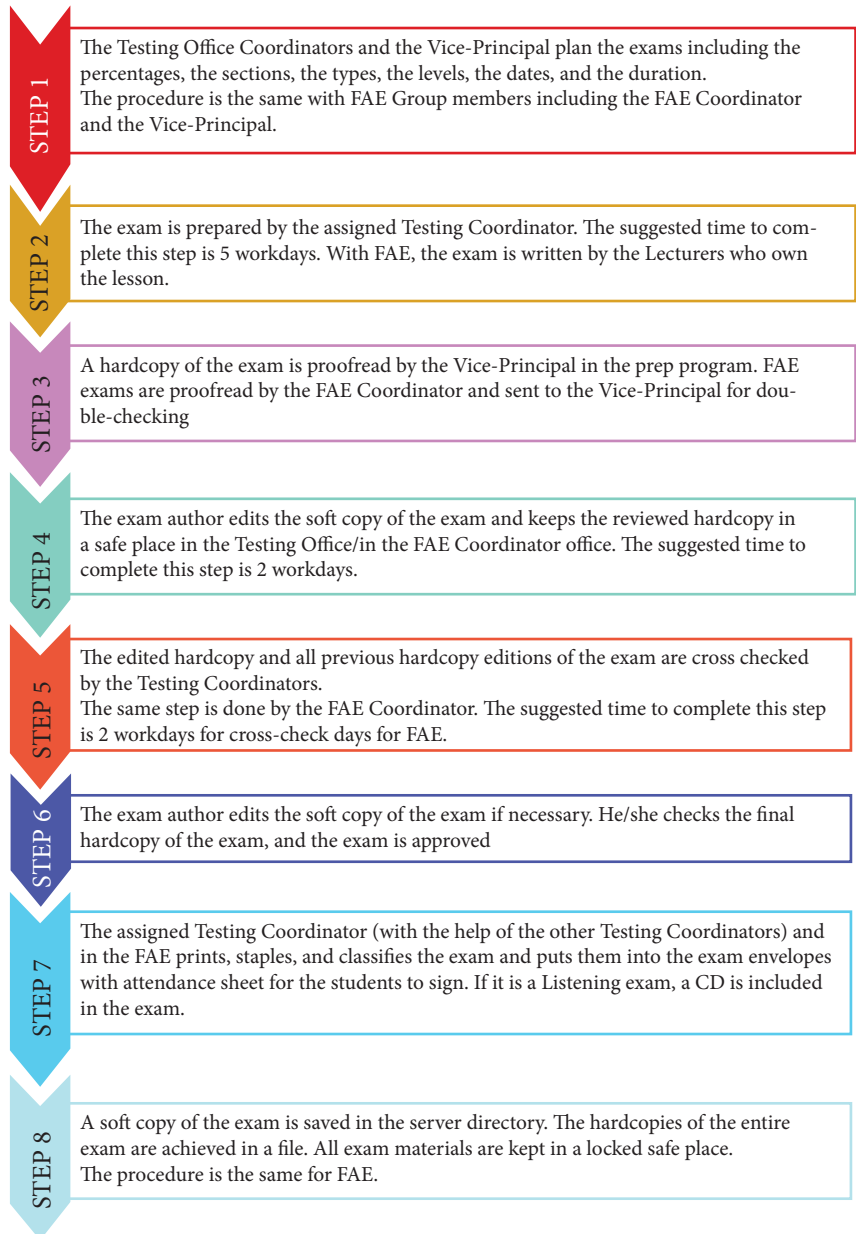 STEP 1
The Testing Office Coordinators and the Vice-Principal plan the exams including the
percentages, the sections, the types, the levels, the dates, and the duration.
The procedure is the same with FAE Group members including the FAE Coordinator
and the Vice-Principal.
STEP 2
The exam is prepared by the assigned Testing Coordinator. The suggested time to com-
plete this step is 5 workdays. With FAE, the exam is written by the Lecturers who own
the lesson.
STEP 3
A hardcopy of the exam is proofread by the Vice-Principal in the prep program. FAE
exams are proofread by the FAE Coordinator and sent to the Vice-Principal for dou-
ble-checking
STEP 4
The exam author edits the soft copy of the exam and keeps the reviewed hardcopy in
a safe place in the Testing Office/in the FAE Coordinator office. The suggested time to
complete this step is 2 workdays.
STEP 5
The edited hardcopy and all previous hardcopy editions of the exam are cross checked
by the Testing Coordinators.
The same step is done by the FAE Coordinator. The suggested time to complete this step
is 2 workdays for cross-check days for FAE.
STEP 6
The exam author edits the soft copy of the exam if necessary. He/she checks the final
hardcopy of the exam, and the exam is approved
STEP 7
The assigned Testing Coordinator (with the help of the other Testing Coordinators) and
in the FAE prints, staples, and classifies the exam and puts them into the exam envelopes
with attendance sheet for the students to sign. If it is a Listening exam, a CD is included
in the exam.
STEP 8
A soft copy of the exam is saved in the server directory. The hardcopies of the entire
exam are achieved in a file. All exam materials are kept in a locked safe place.
The procedure is the same for FAE.